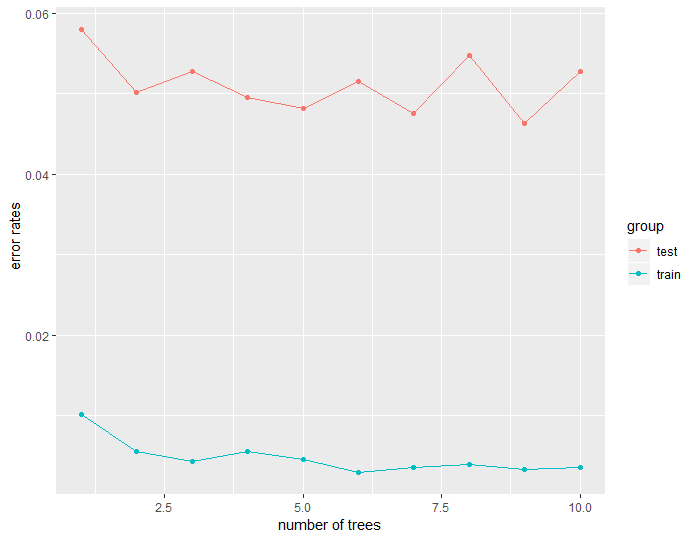 0.06
0.04
0.02
error rates
2.5
5.0
7.5
10.0
number of trees
group
test
train